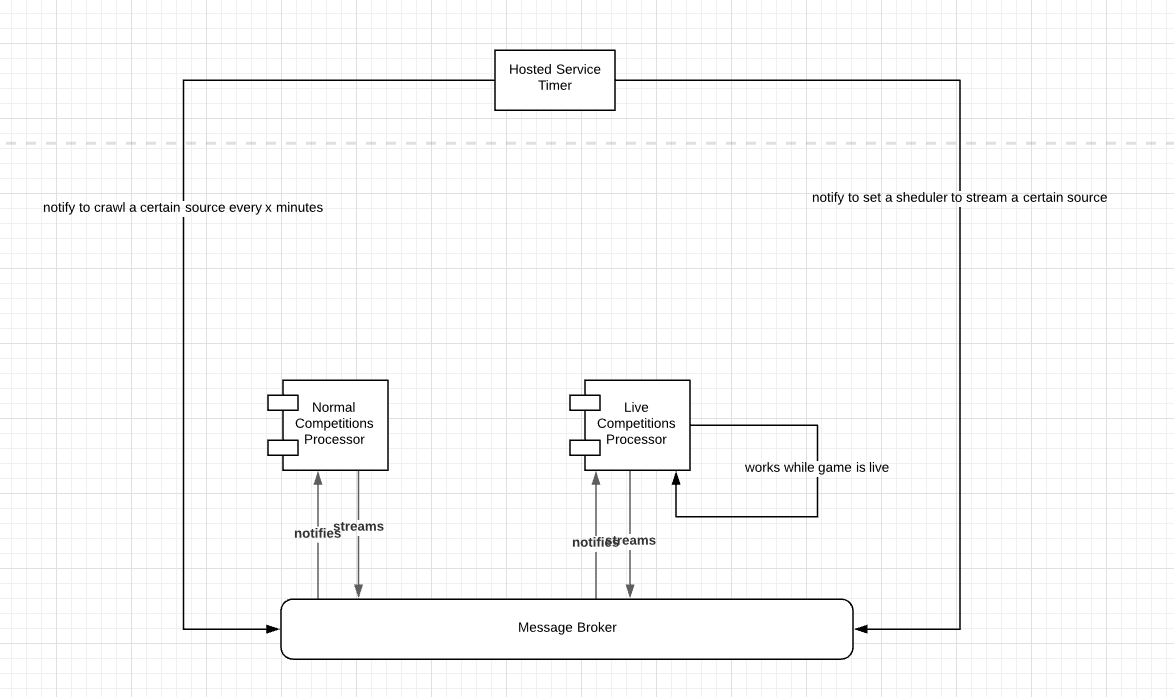 Hosted Service
Timer
notify to set a sheduler to stream a certain source
notify to crawl a certain source every x minutes
Normal
Competitions
Processor
Live
Competitions
Processor
works while game is live
notifies
streams
notifies
streams
Message Broker